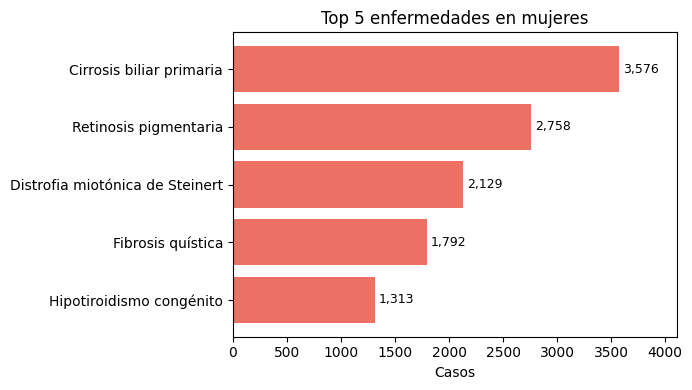 Top 5 enfermedades en mujeres
Cirrosis biliar primaria
3,576
Retinosis pigmentaria
2,758
Distrofia miotónica de Steinert
2,129
Fibrosis quística
1,792
Hipotiroidismo congénito
1,313
0 500 1000 1500 2000 2500 3000 3500 4000
Casos